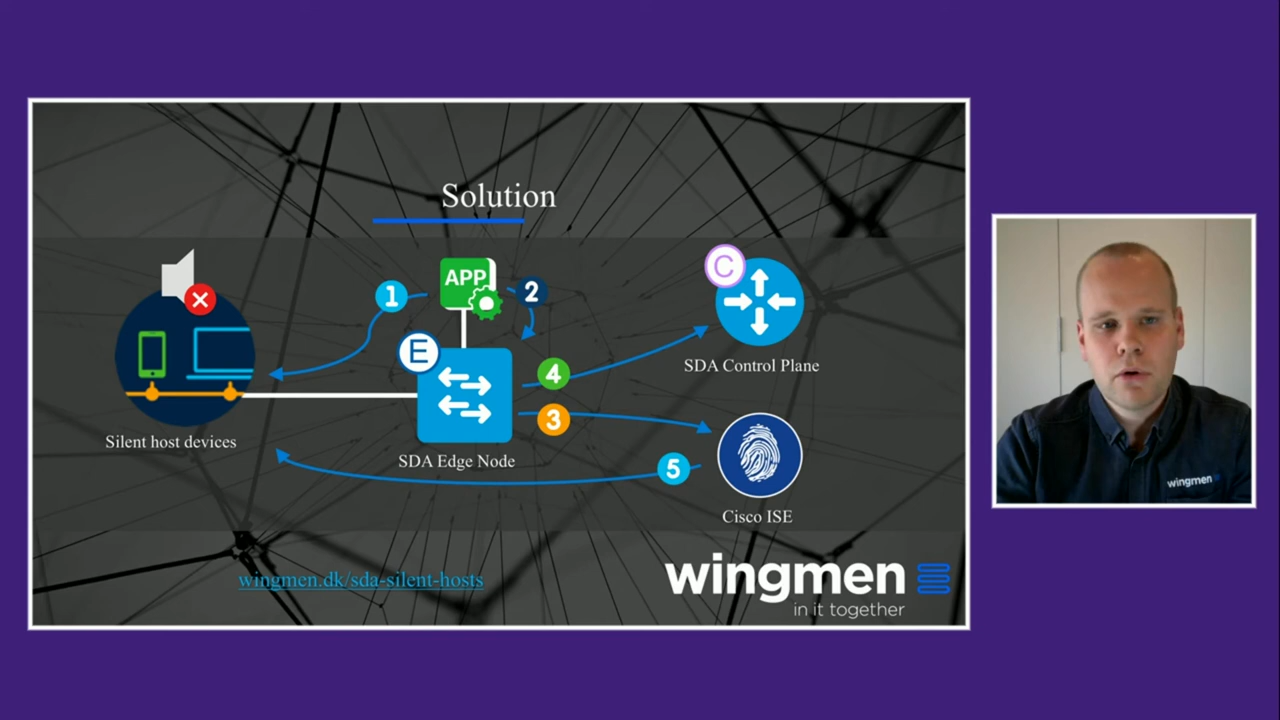 Solution
APP
1
2
C
E
4
SDA Control Plane
3
Silent host devices
SDA Edge Node
5
Cisco ISE
wingmen.dk/sda-silent-hosts
wingmen
in it together
wingmen